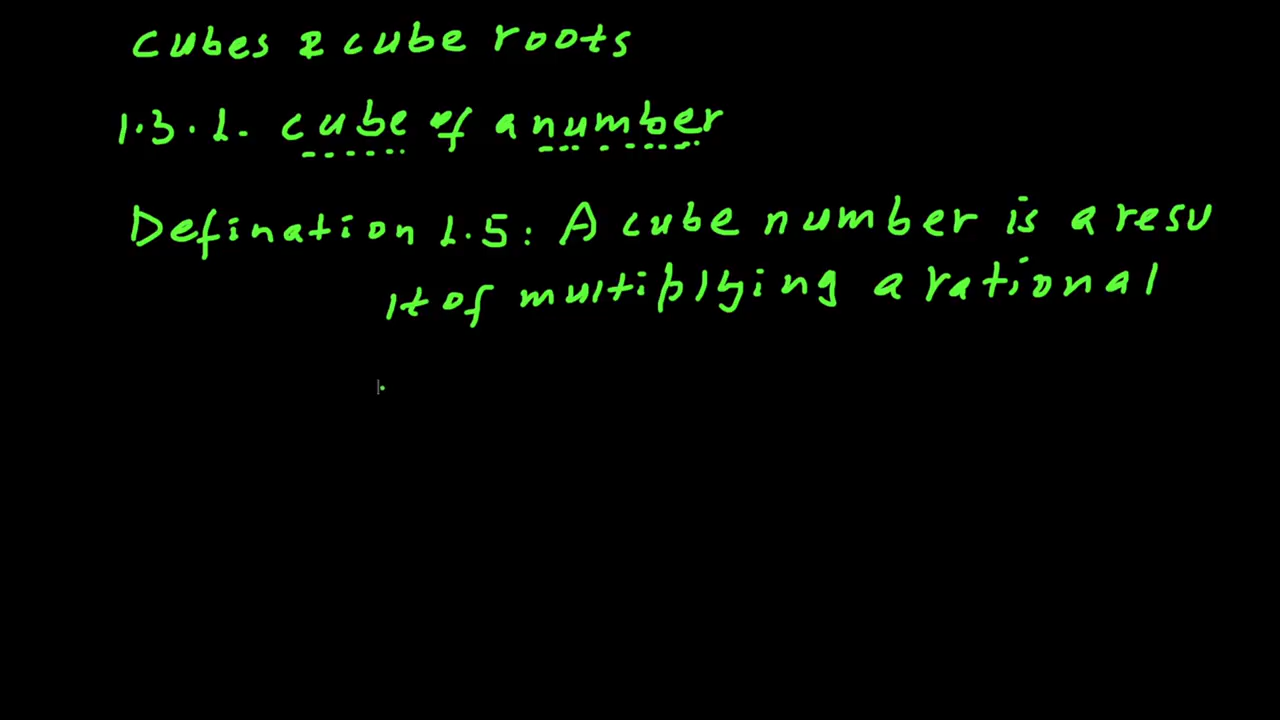 cubes & cube roots
1.3.1. cube of a number
Defination 1.5: A cube number is a resu
lt of multiplying a rational